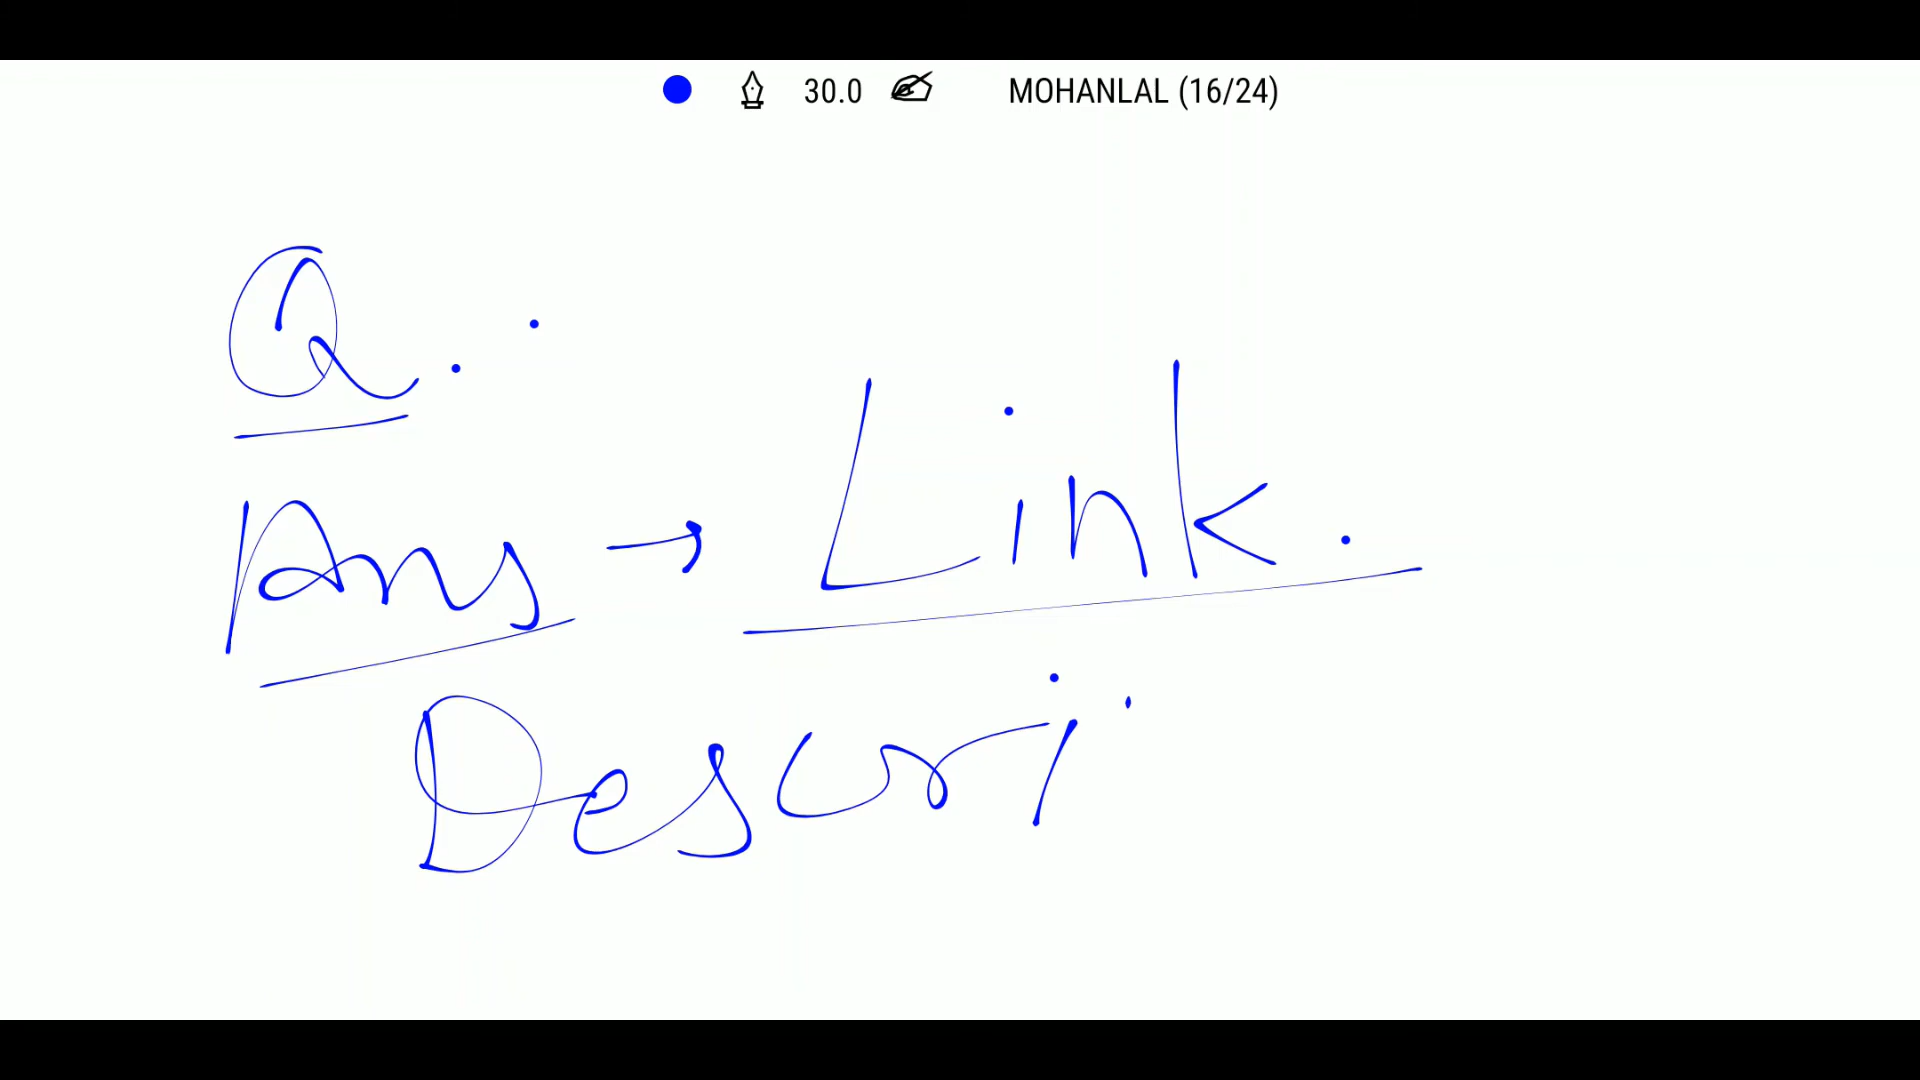 30.0 MOHANLAL (16/24)
Q. .
Ans → Link.
Descri